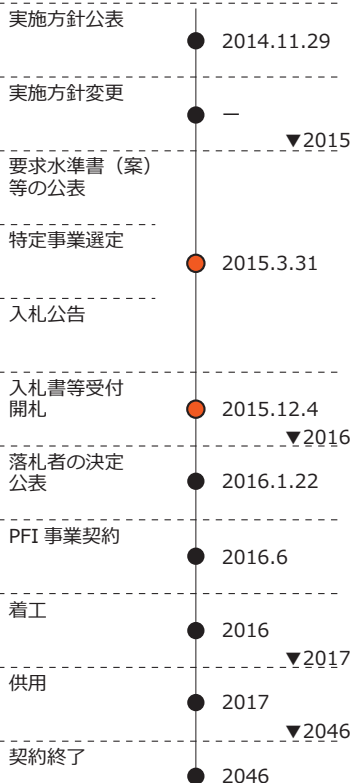 実施方針公表
2014.11.29
実施方針変更
—
▼2015
要求水準書（案）
等の公表
特定事業選定
2015.3.31
入札公告
入札書等受付
開札
2015.12.4
▼2016
落札者の決定
公表
2016.1.22
PFI 事業契約
2016.6
着工
2016
▼2017
供用
2017
▼2046
契約終了
2046